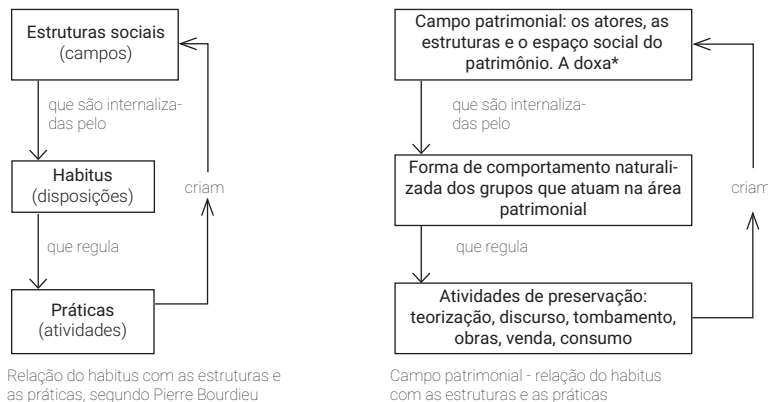 Estruturas sociais
(campos)
que são internaliza-
das pelo
Habitus
(disposições)
criam
que regula
Práticas
(atividades)
Relação do habitus com as estruturas e
as práticas, segundo Pierre Bourdieu
Campo patrimonial: os atores, as
estruturas e o espaço social do
patrimônio. A doxa*
que são internaliza-
das pelo
Forma de comportamento naturali-
zada dos grupos que atuam na área
patrimonial
criam
que regula
Atividades de preservação:
teorização, discurso, tombamento,
obras, venda, consumo
Campo patrimonial - relação do habitus
com as estruturas e as práticas